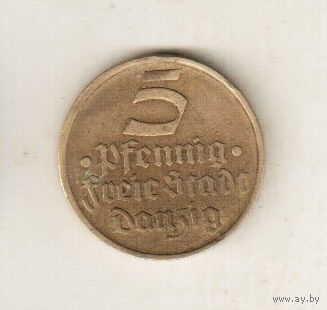 5
· Pfennig ·
Freie Stadt
Danzig
www.ay.by